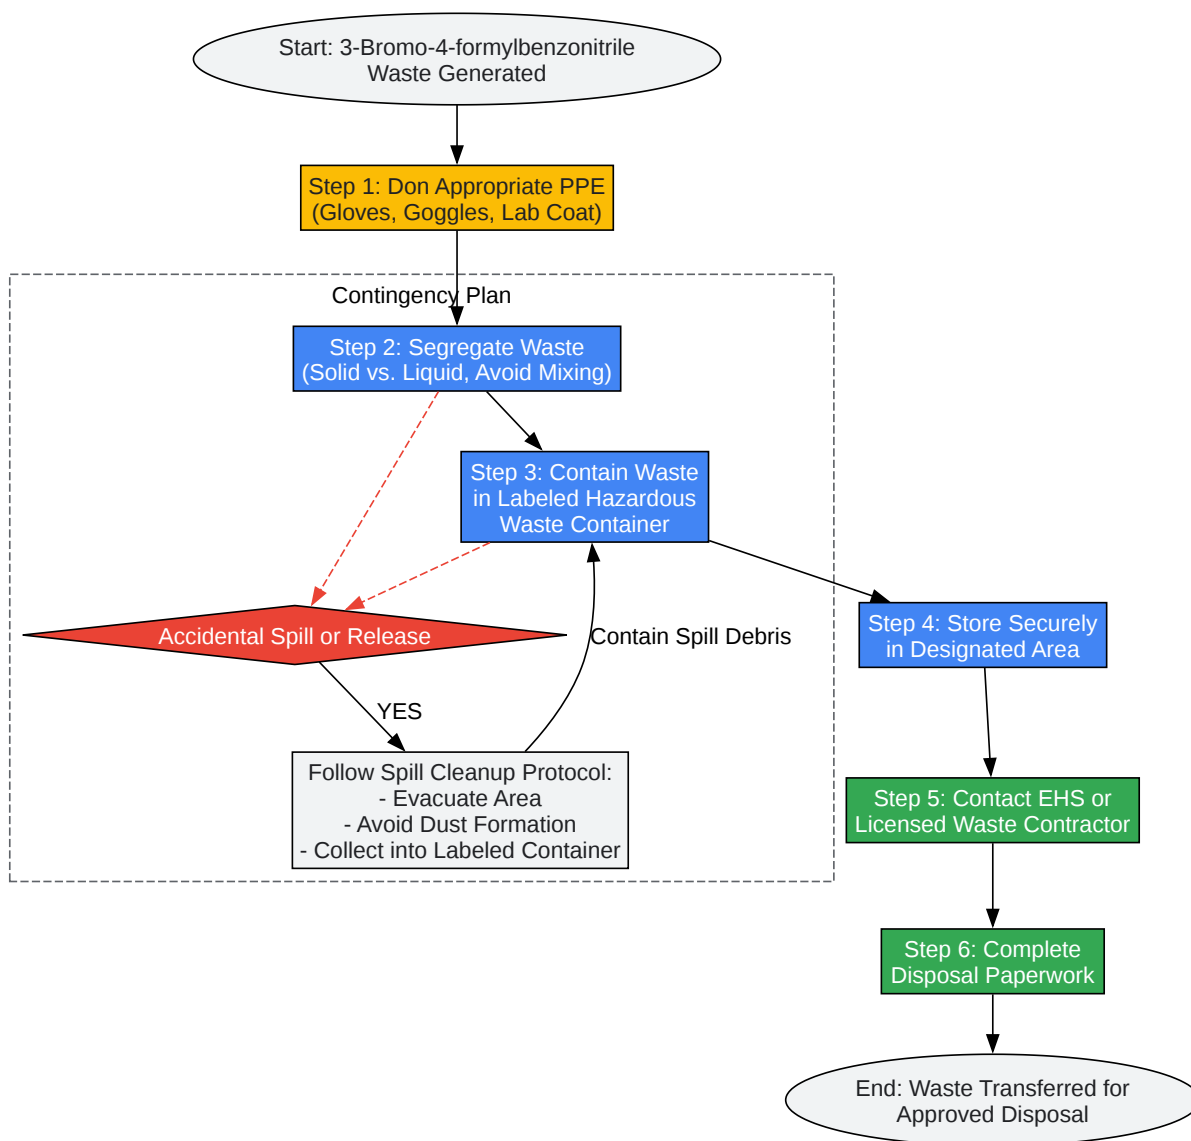 Start: 3-Bromo-4-formylbenzonitrile
Waste Generated
Step 1: Don Appropriate PPE
(Gloves, Goggles, Lab Coat)
Contingency Plan
Step 2: Segregate Waste
(Solid vs. Liquid, Avoid Mixing)
Step 3: Contain Waste
in Labeled Hazardous
Waste Container
Accidental Spill or Release
Contain Spill Debris
Step 4: Store Securely
in Designated Area
YES
Follow Spill Cleanup Protocol:
- Evacuate Area
- Avoid Dust Formation
- Collect into Labeled Container
Step 5: Contact EHS or
Licensed Waste Contractor
Step 6: Complete
Disposal Paperwork
End: Waste Transferred for
Approved Disposal